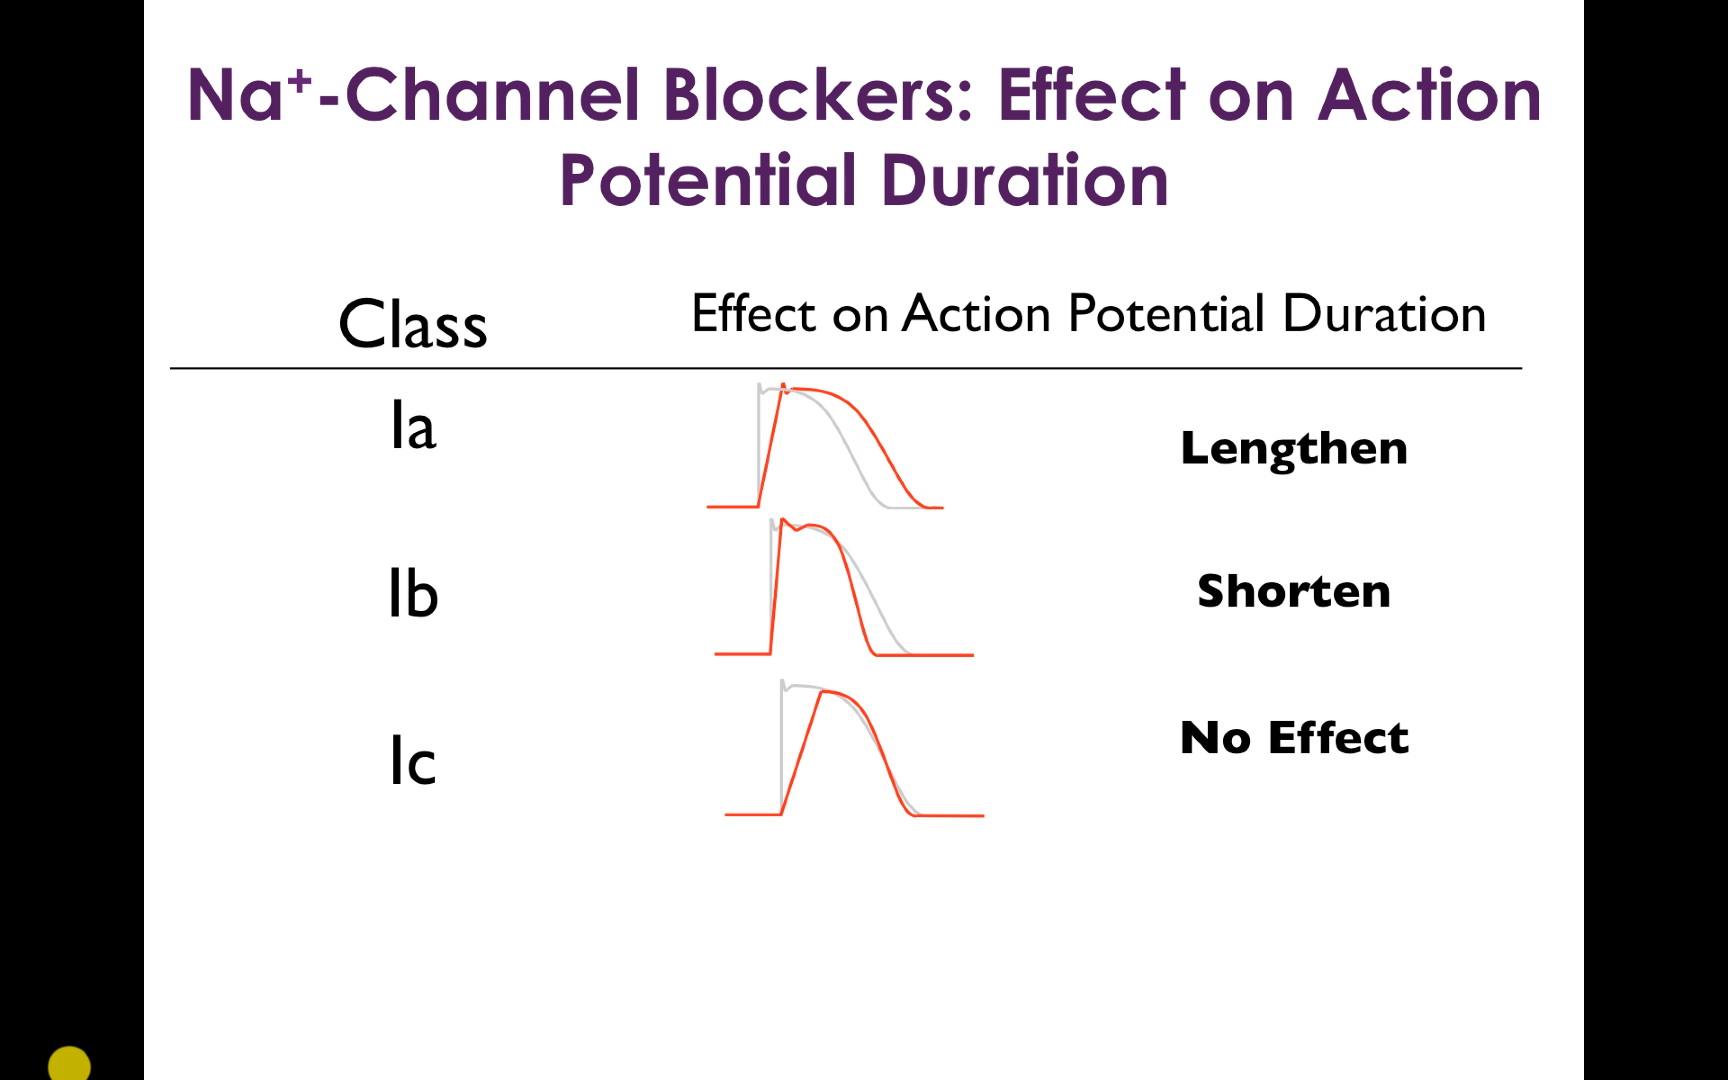 Na⁺-Channel Blockers: Effect on Action
Potential Duration
Class
Effect on Action Potential Duration
Ia
Lengthen
Ib
Shorten
Ic
No Effect